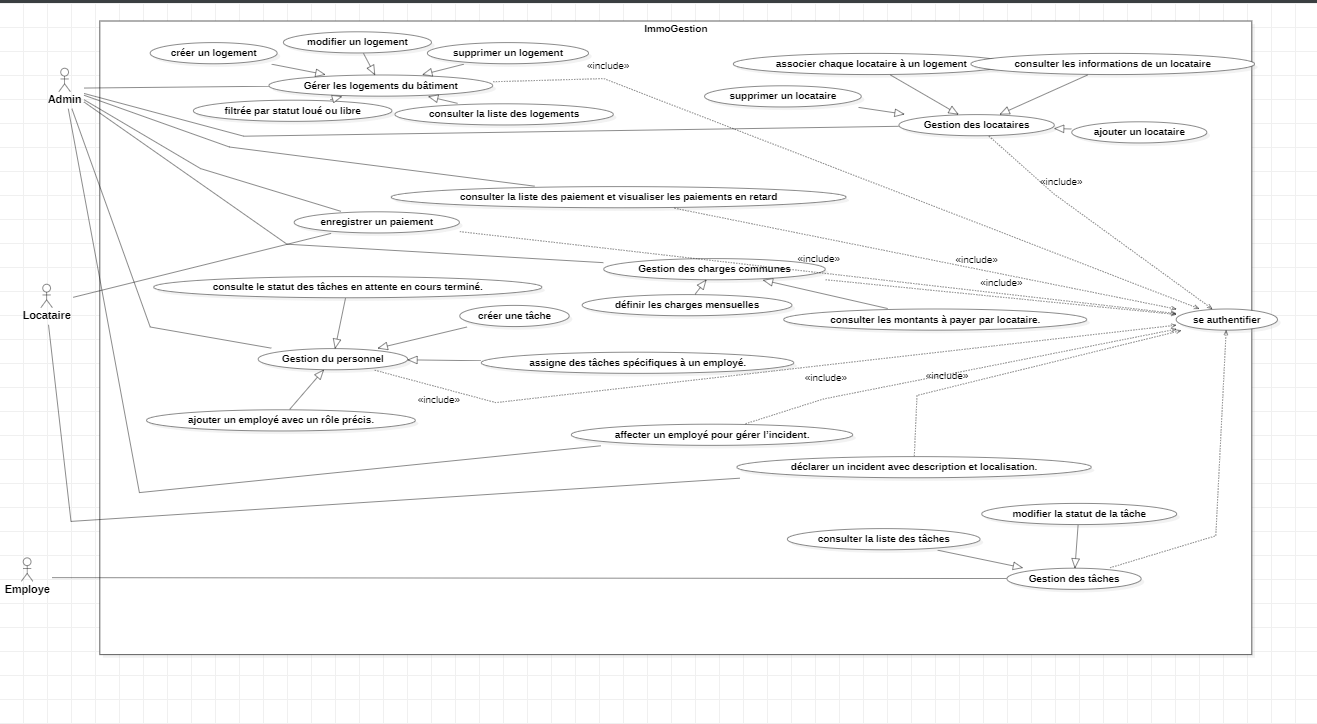 ImmoGestion
créer un logement
modifier un logement
supprimer un logement
«include»
associer chaque locataire à un logement
consulter les informations de un locataire
Gérer les logements du bâtiment
Admin
supprimer un locataire
filtrée par statut loué ou libre
consulter la liste des logements
Gestion des locataires
ajouter un locataire
«include»
consulter la liste des paiement et visualiser les paiements en retard
enregistrer un paiement
«include»
«include»
Gestion des charges communes
«include»
consulte le statut des tâches en attente en cours terminé.
définir les charges mensuelles
Locataire
créer une tâche
consulter les montants à payer par locataire.
se authentifier
Gestion du personnel
assigne des tâches spécifiques à un employé.
«include»
«include»
«include»
ajouter un employé avec un rôle précis.
affecter un employé pour gérer l'incident.
déclarer un incident avec description et localisation.
modifier la statut de la tâche
consulter la liste des tâches
Gestion des tâches
Employe